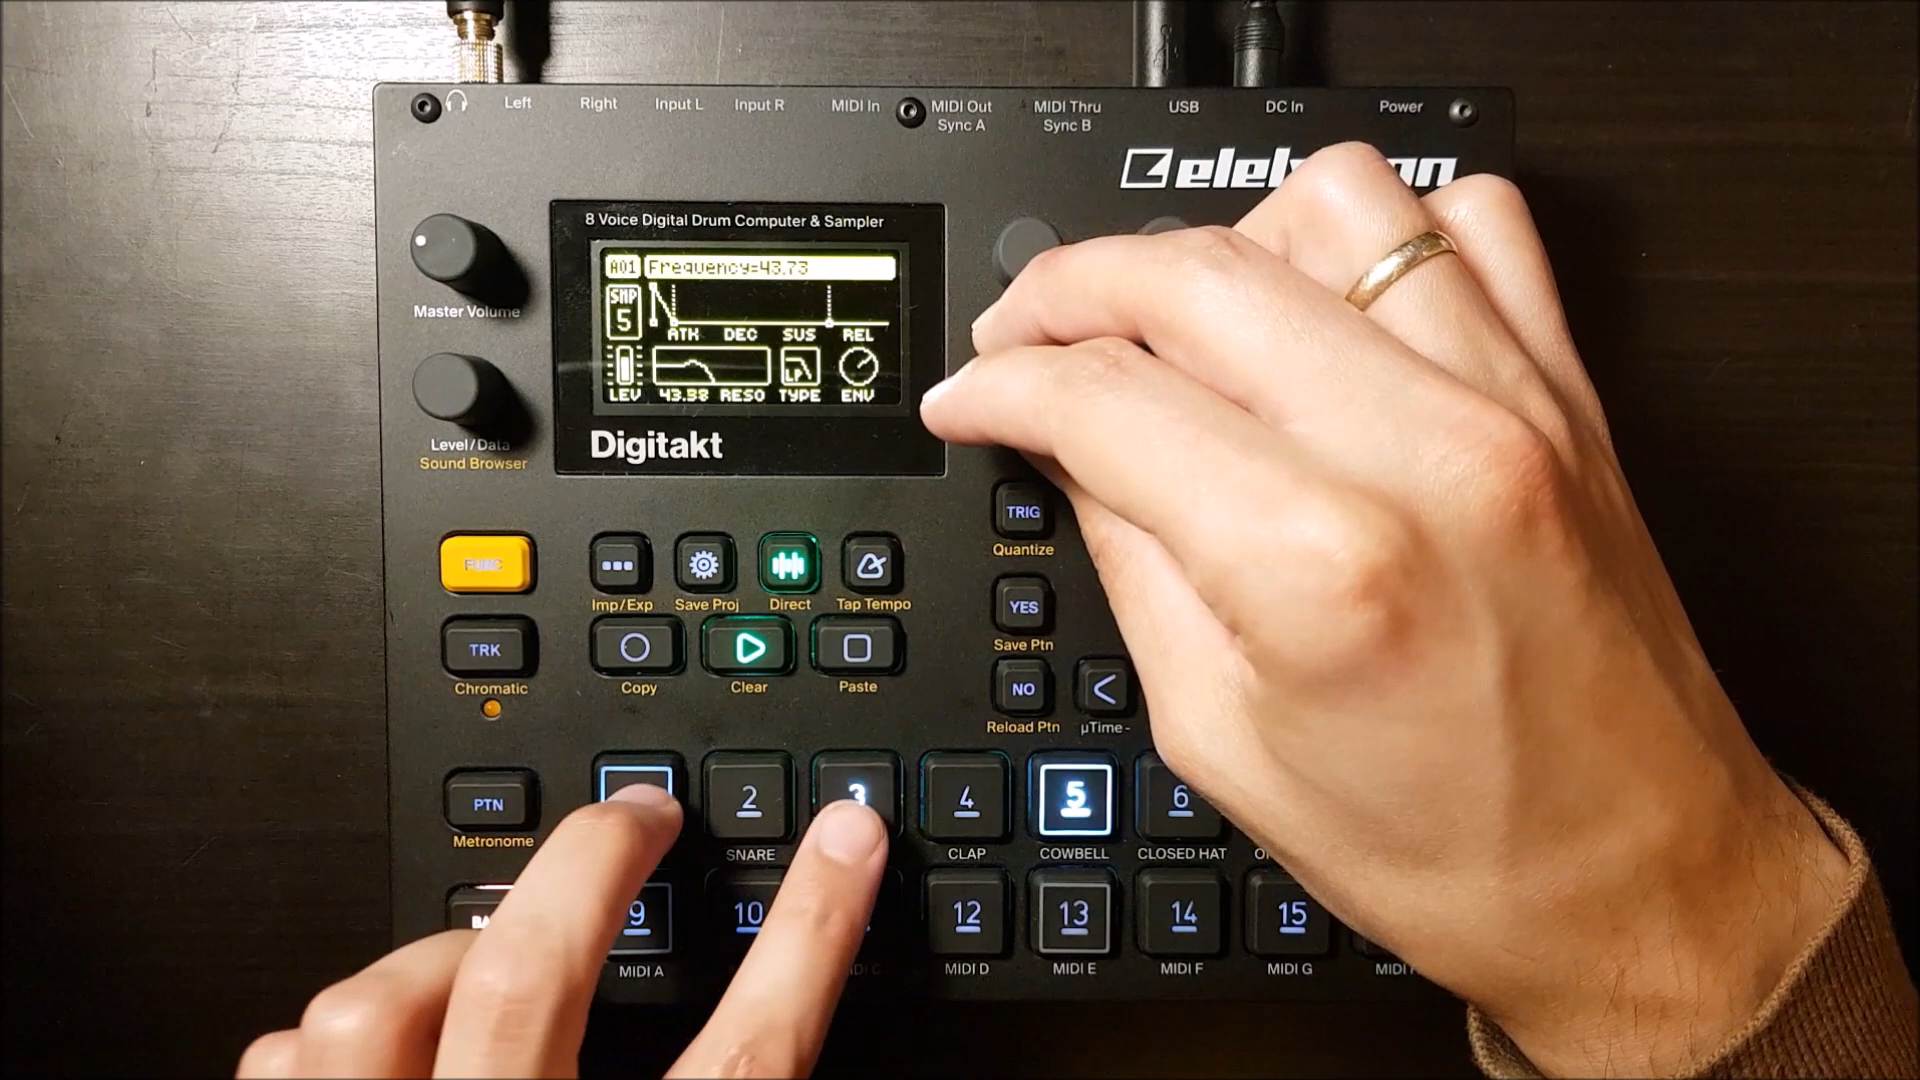 Left Right Input L Input R MIDI In MIDI Out MIDI Thru USB DC In Power
Sync A Sync B
8 Voice Digital Drum Computer & Sampler
A01 Frequency=43.73
SMP
5
ATK DEC SUS REL
LP
LEV 43.98 RESO TYPE ENV
Digitakt
Master Volume
Level/Data
Sound Browser
FUNC
TRIG
Quantize
Imp/Exp Save Proj Direct Tap Tempo
YES
Save Ptn
TRK
Chromatic
Copy Clear Paste
NO
Reload Ptn µTime-
PTN
Metronome
2 3 4 5 6
SNARE CLAP COWBELL CLOSED HAT
9 10 12 13 14 15
MIDI A MIDI D MIDI E MIDI F MIDI G